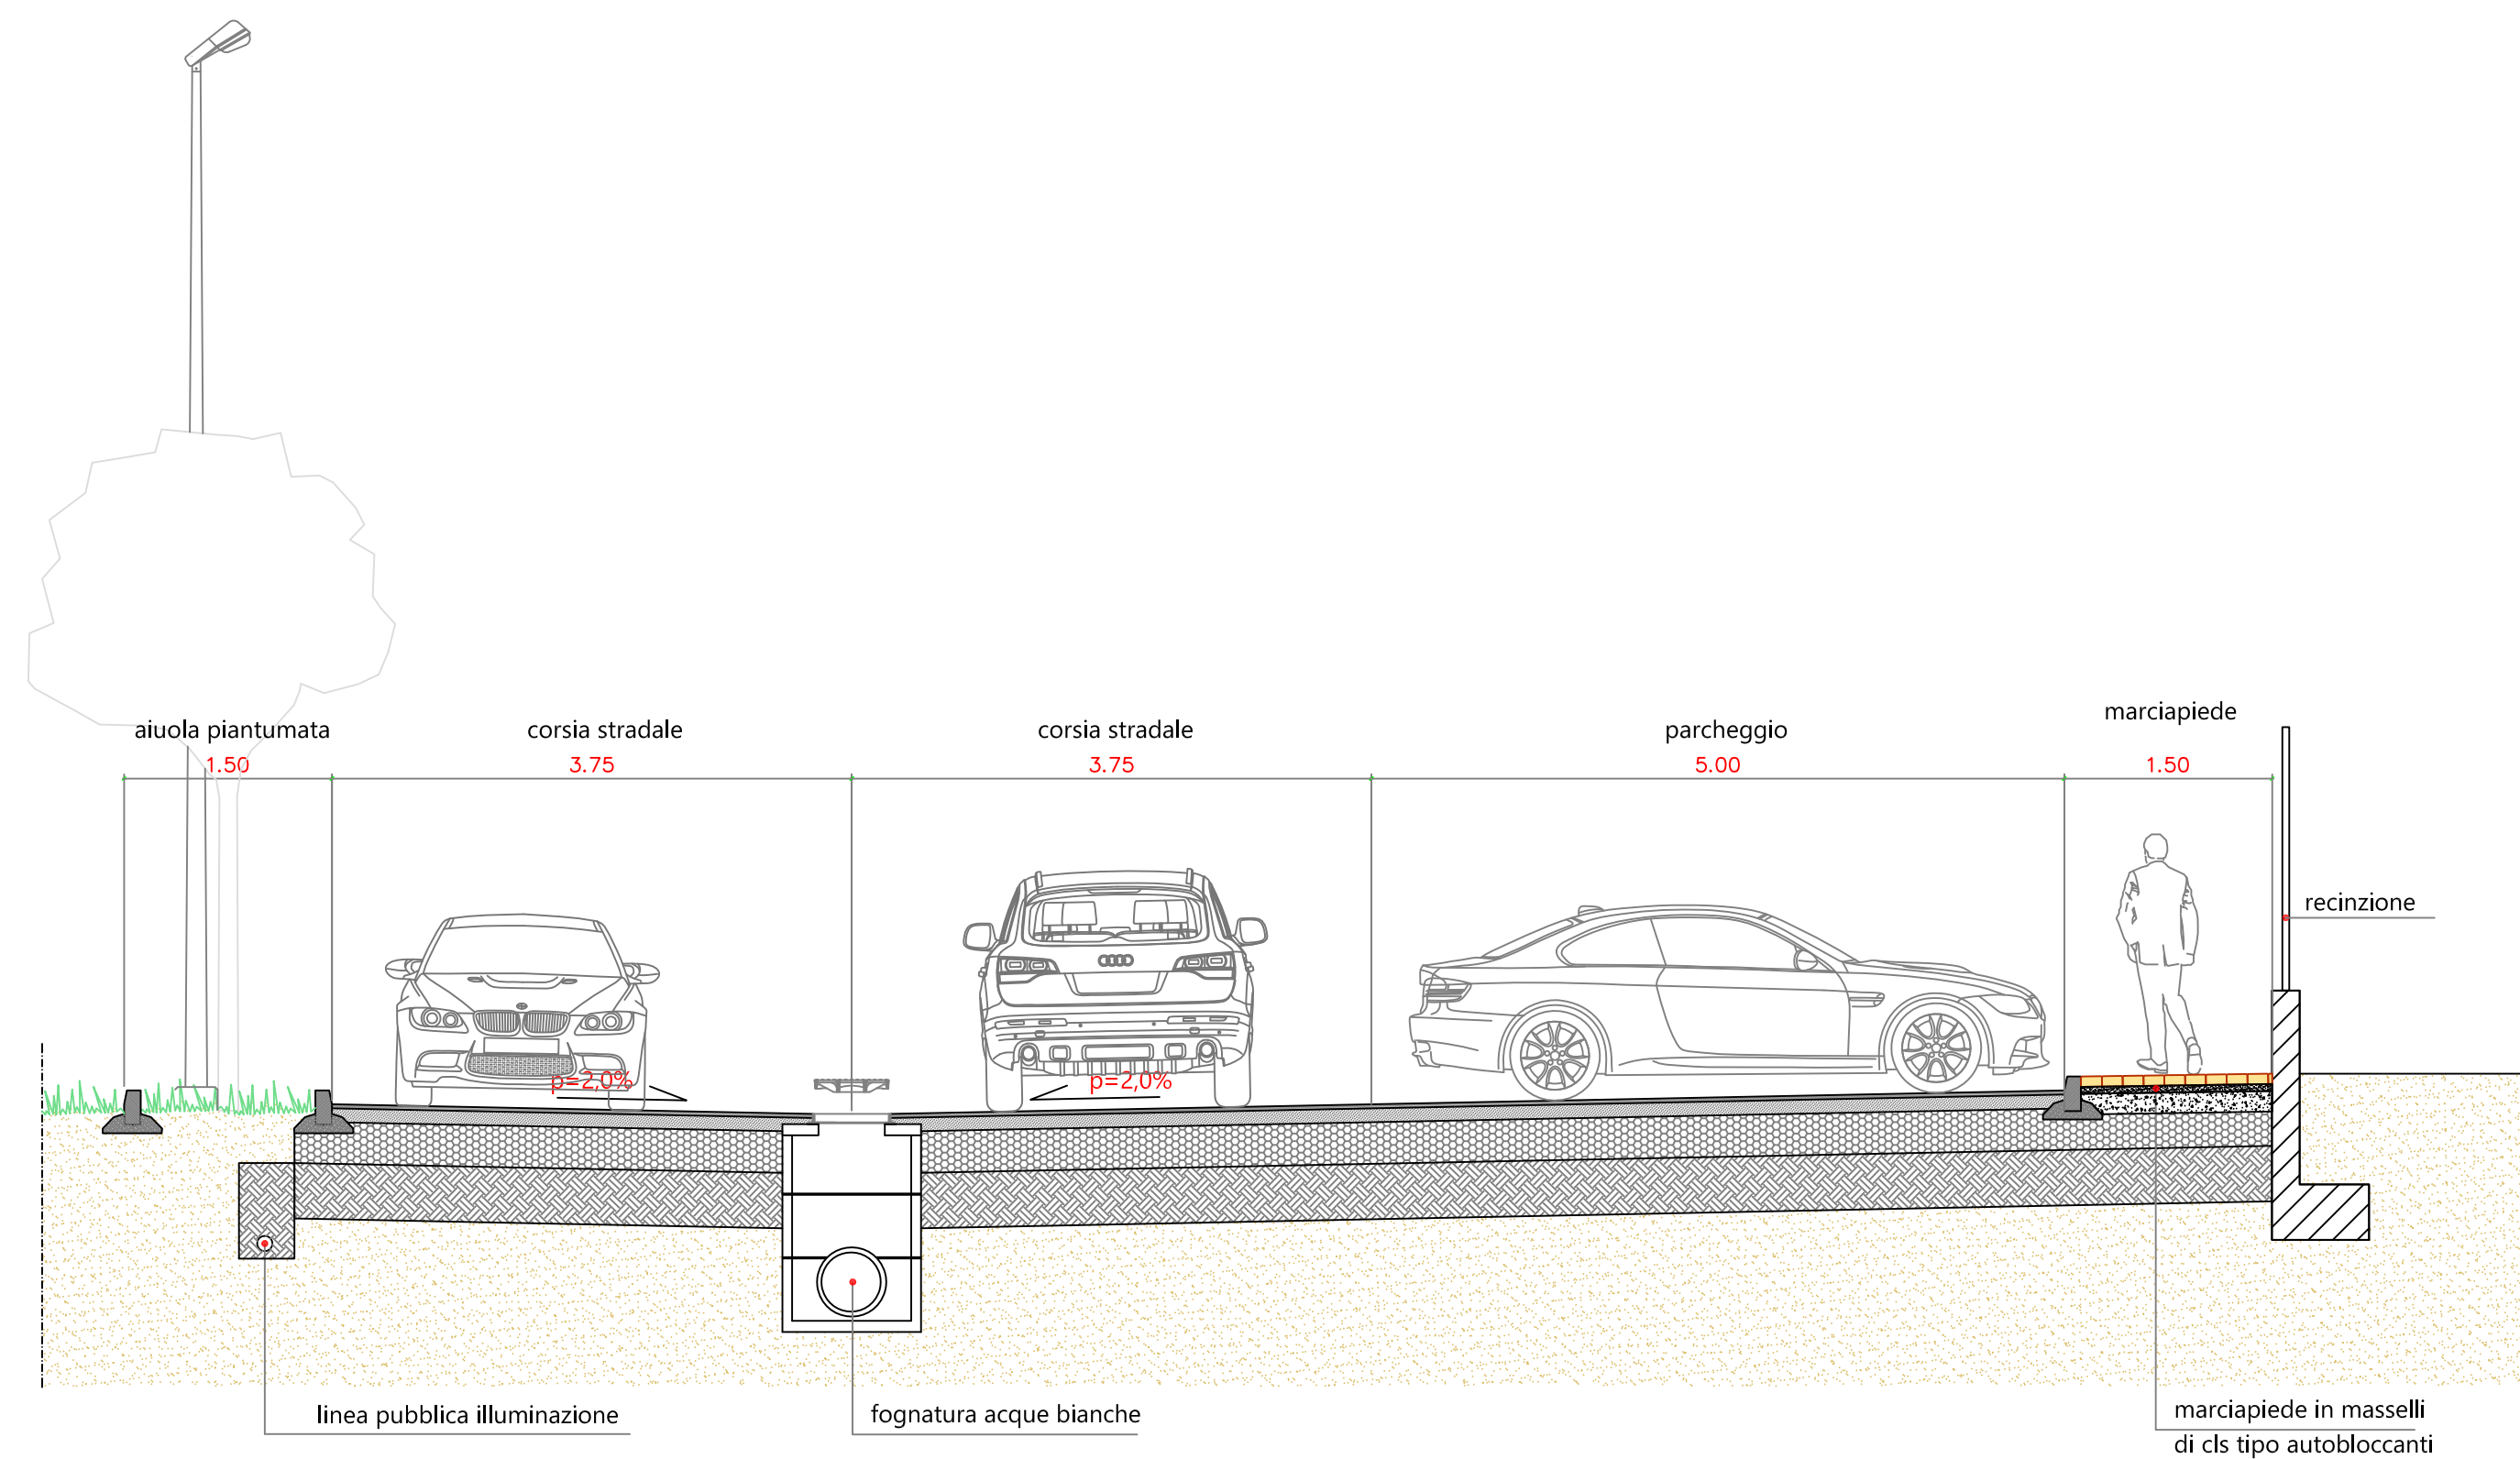 marciapiede
aiuola piantumata
corsia stradale
corsia stradale
parcheggio
1.50
3.75
3.75
5.00
1.50
recinzione
p=2,0%
p=2,0%
linea pubblica illuminazione
fognatura acque bianche
marciapiede in masselli
di cls tipo autobloccanti